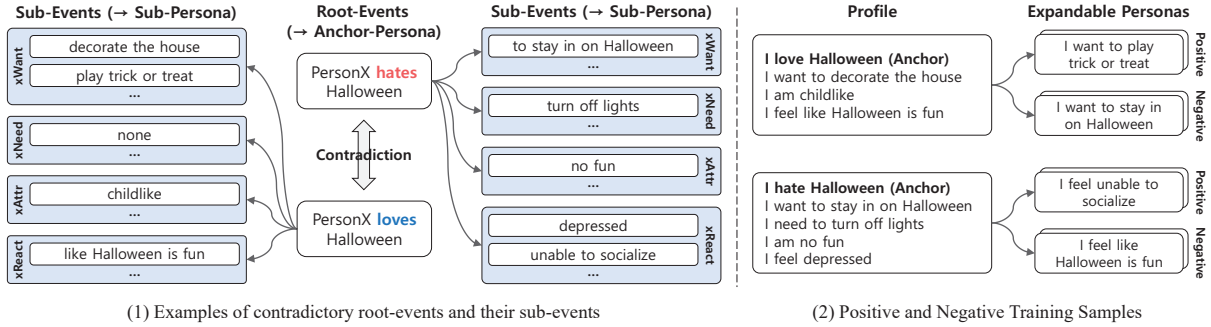 Sub-Events (→ Sub-Persona)
xWant
decorate the house
play trick or treat
...
xNeed
none
...
xAttr
childlike
...
xReact
like Halloween is fun
...
Root-Events
(→ Anchor-Persona)
PersonX hates
Halloween
Contradiction
PersonX loves
Halloween
Sub-Events (→ Sub-Persona)
to stay in on Halloween
...
xWant
turn off lights
...
xNeed
no fun
...
xAttr
depressed
unable to socialize
...
xReact
(1) Examples of contradictory root-events and their sub-events
Profile
I love Halloween (Anchor)
I want to decorate the house
I am childlike
I feel like Halloween is fun
I hate Halloween (Anchor)
I want to stay in on Halloween
I need to turn off lights
I am no fun
I feel depressed
Expandable Personas
I want to play
trick or treat
Positive
I want to stay in
on Halloween
Negative
I feel unable to
socialize
Positive
I feel like
Halloween is fun
Negative
(2) Positive and Negative Training Samples